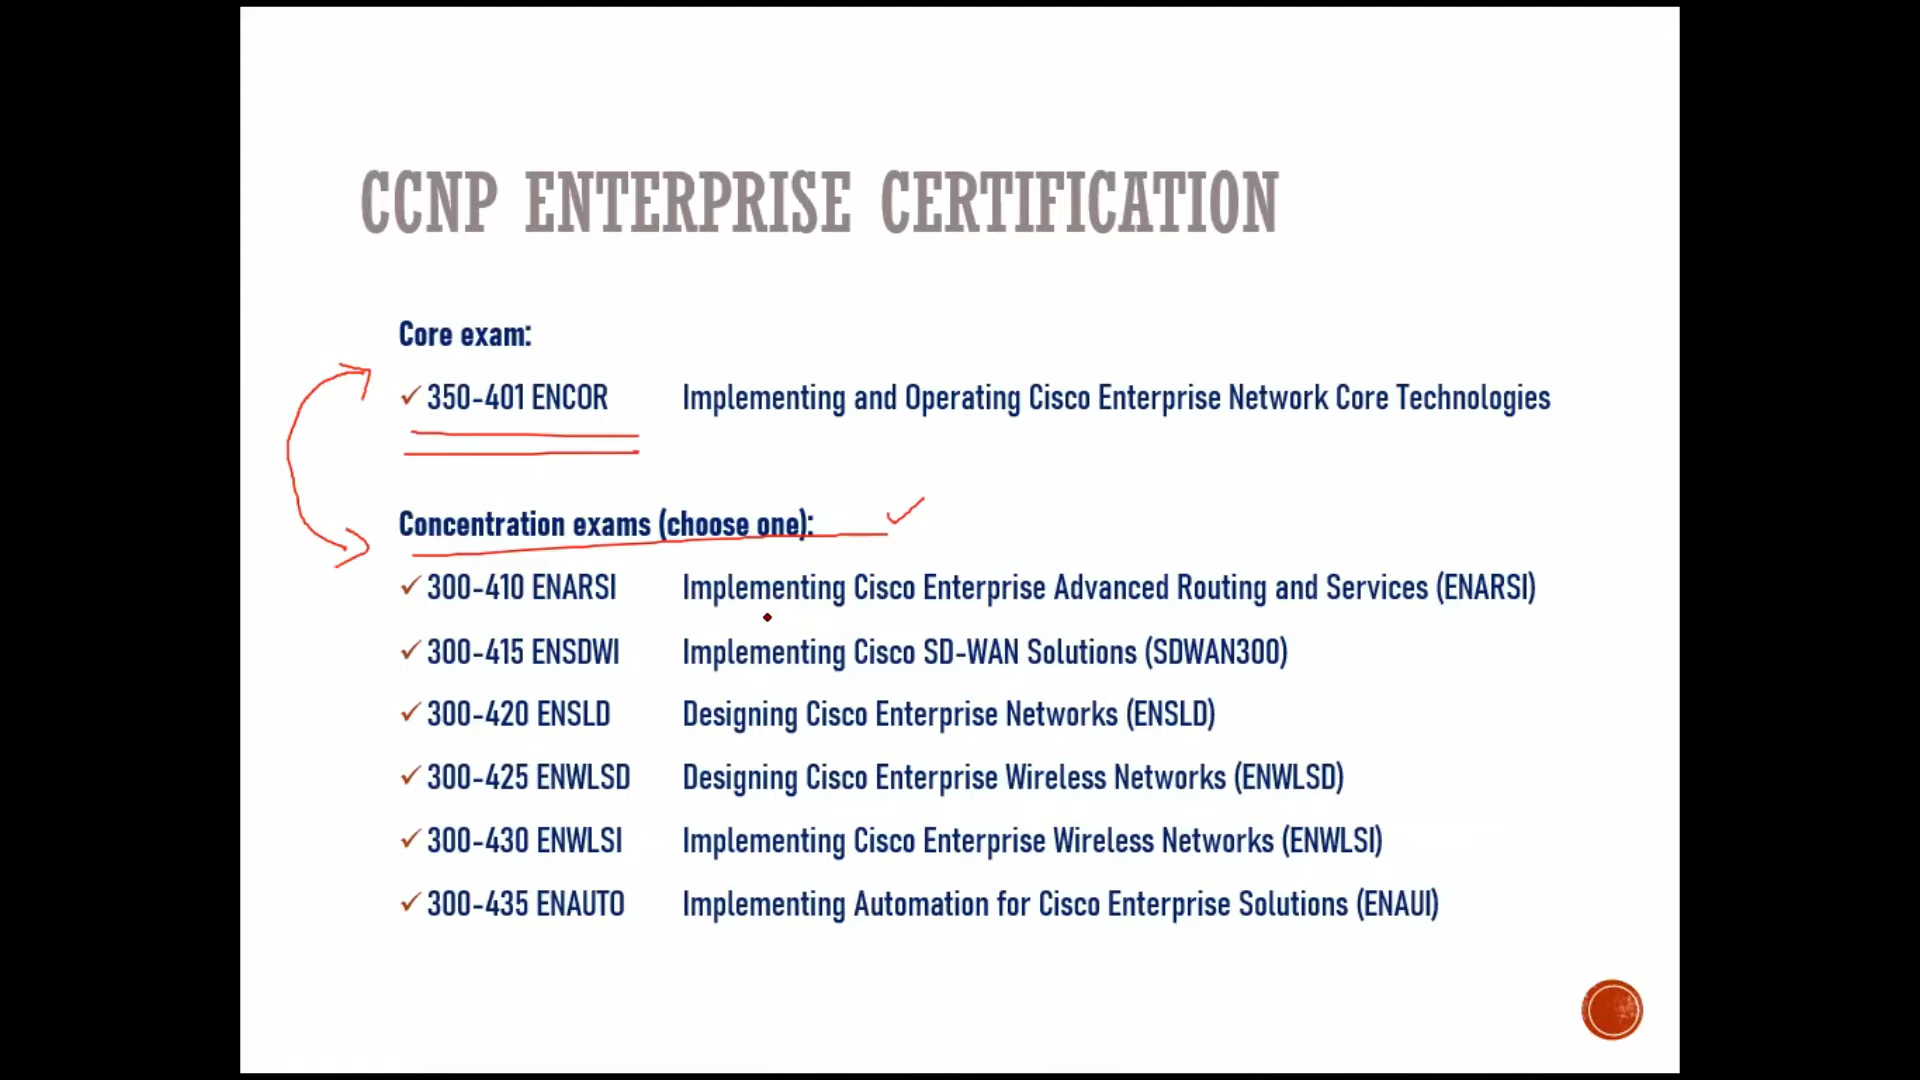 CCNP ENTERPRISE CERTIFICATION
Core exam:
350-401 ENCOR Implementing and Operating Cisco Enterprise Network Core Technologies
Concentration exams (choose one):
300-410 ENARSI Implementing Cisco Enterprise Advanced Routing and Services (ENARSI)
300-415 ENSDWI Implementing Cisco SD-WAN Solutions (SDWAN300)
300-420 ENSLD Designing Cisco Enterprise Networks (ENSLD)
300-425 ENWLSD Designing Cisco Enterprise Wireless Networks (ENWLSD)
300-430 ENWLSI Implementing Cisco Enterprise Wireless Networks (ENWLSI)
300-435 ENAUTO Implementing Automation for Cisco Enterprise Solutions (ENAUI)